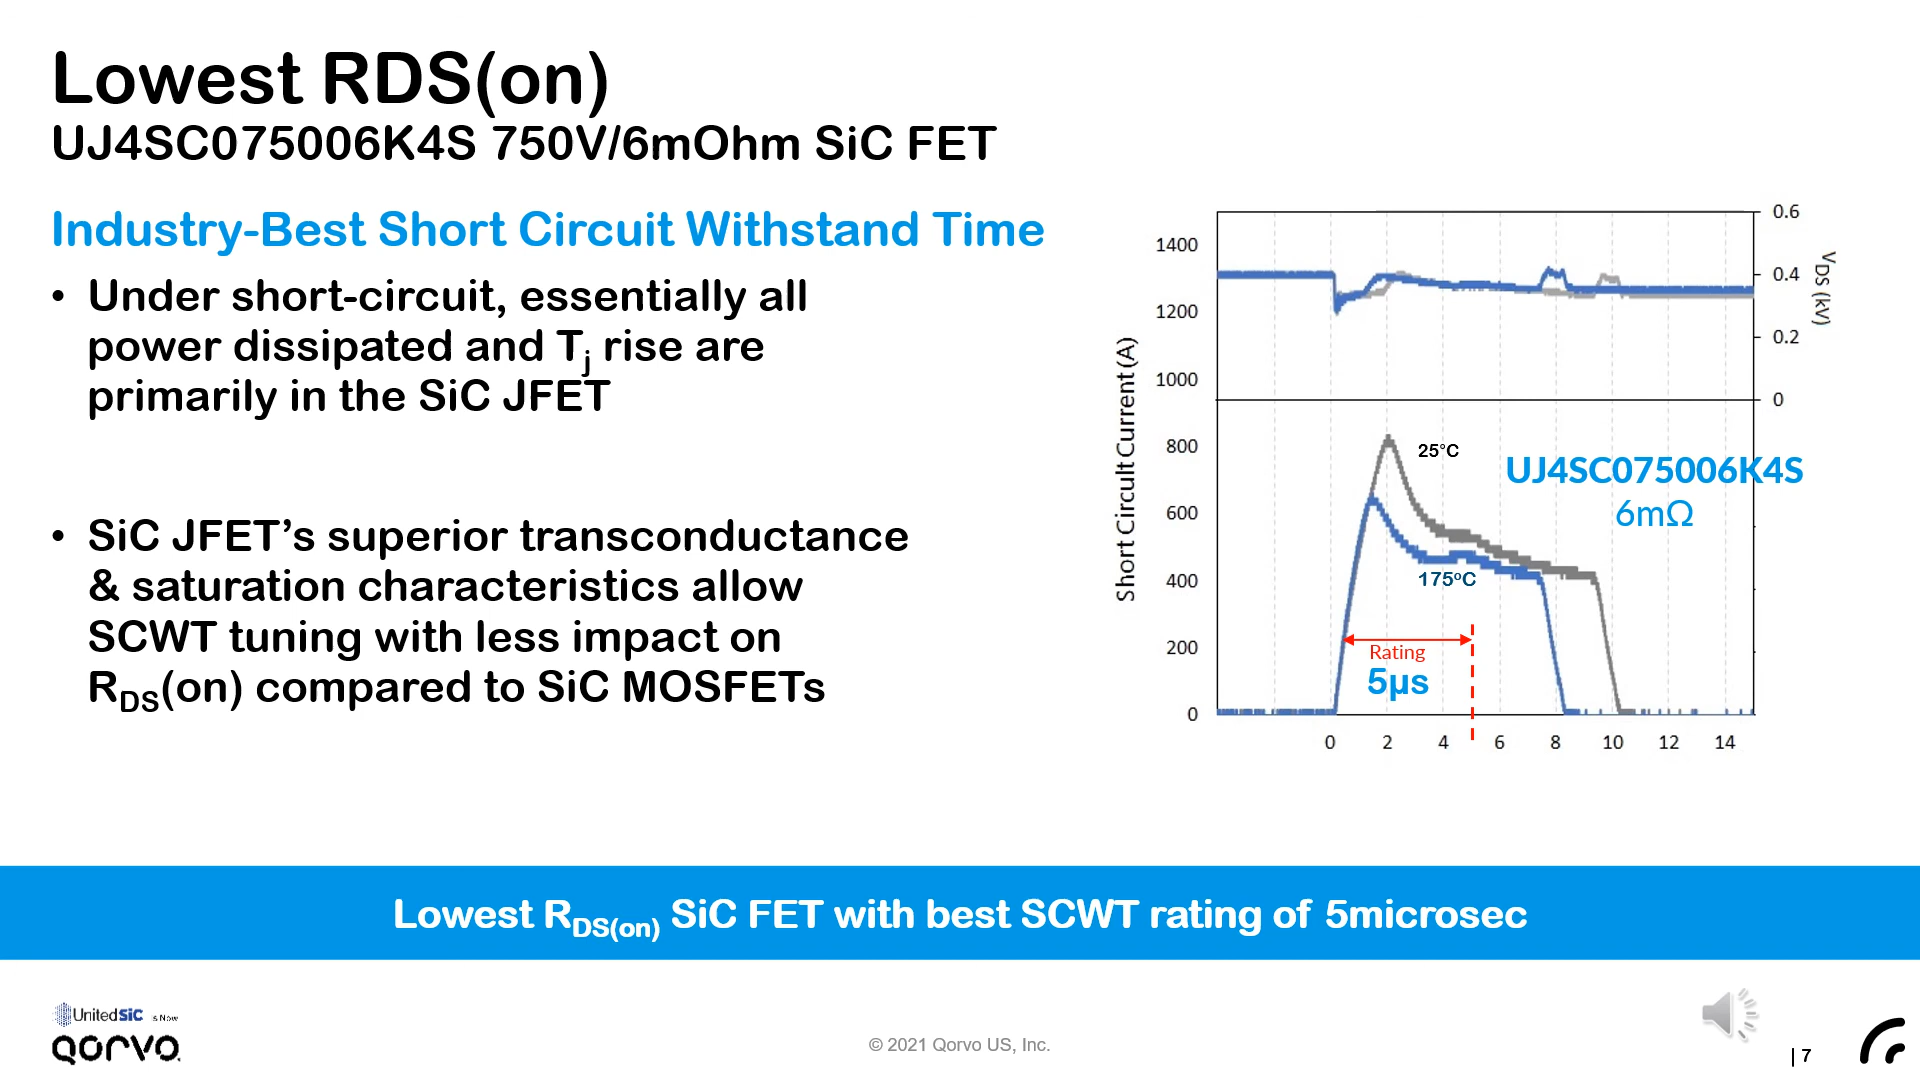 Lowest RDS(on)
UJ4SC075006K4S 750V/6mOhm SiC FET
Industry-Best Short Circuit Withstand Time
• Under short-circuit, essentially all
power dissipated and Tj rise are
primarily in the SiC JFET
• SiC JFET’s superior transconductance
& saturation characteristics allow
SCWT tuning with less impact on
RDS(on) compared to SiC MOSFETs
Short Circult Current (A)
1400
1200
1000
800
600
400
200
0
0.6
0.4
0.2
0
VDS (kV)
25°C
UJ4SC075006K4S
6mΩ
175°C
Rating
5µs
0 2 4 6 8 10 12 14
Lowest RDS(on) SiC FET with best SCWT rating of 5microsec
UnitedSiC is Now
QORVO
© 2021 Qorvo US, Inc.
| 7